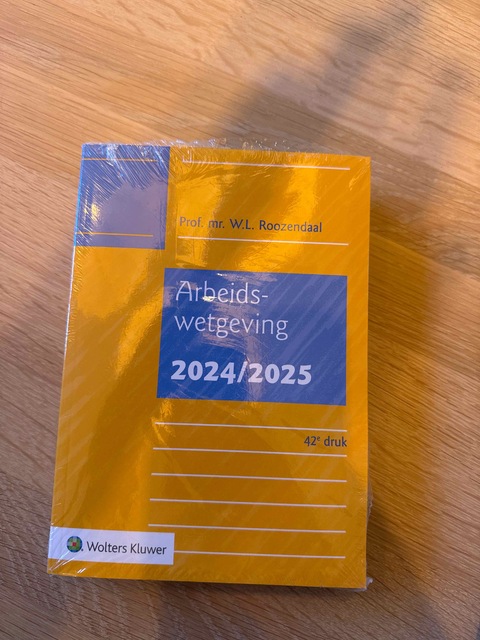 Prof. mr. W.L. Roozendaal
Arbeids-
wetgeving
2024/2025
42e druk
Wolters Kluwer